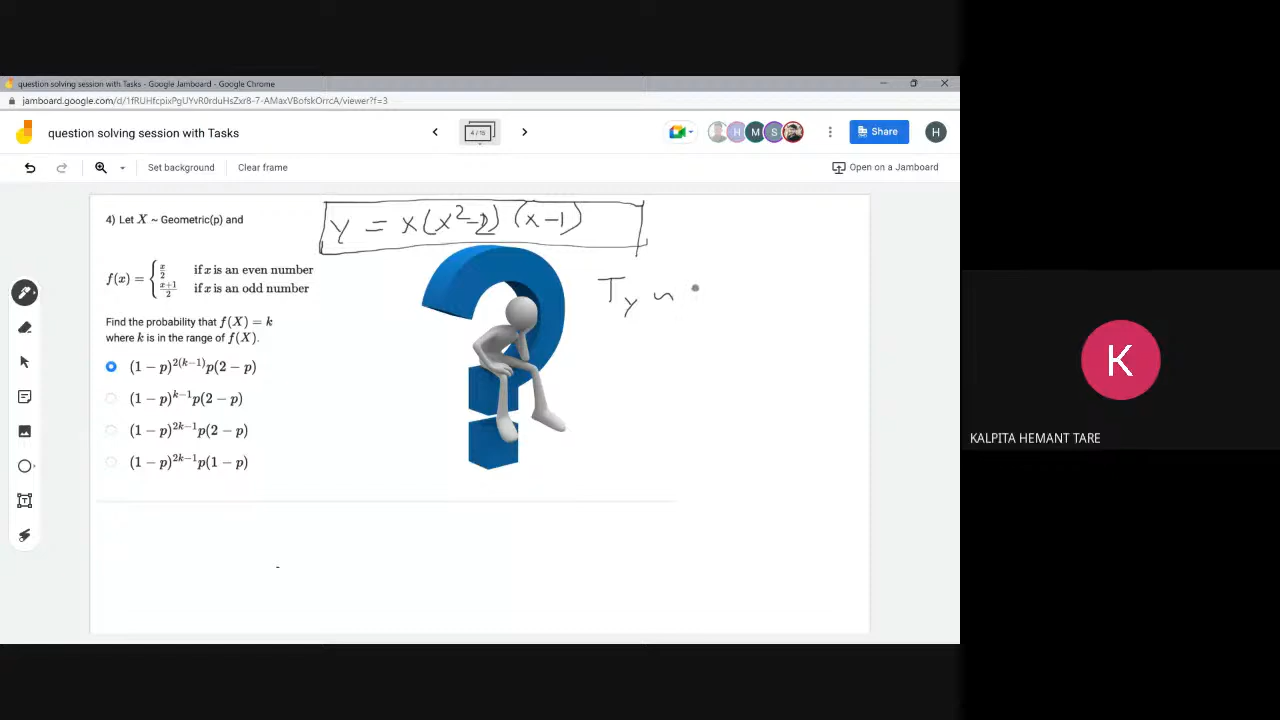 question solving session with Tasks - Google Jamboard - Google Chrome
jamboard.google.com/d/1fRUHfcpixPgUYvR0rduHsZxr8-7-AMaxVBofskOrrcA/viewer?f=3
question solving session with Tasks
4 / 15
H M S
Share
H
Set background Clear frame
Open on a Jamboard
4) Let X ~ Geometric(p) and
y = x(x²-2)(x-1)
f(x) = { x/2 if x is an even number
(x+1)/2 if x is an odd number
T_y ~
Find the probability that f(X) = k
where k is in the range of f(X).
(1 − p)^{2(k−1)}p(2 − p)
(1 − p)^{k−1}p(2 − p)
(1 − p)^{2k−1}p(2 − p)
(1 − p)^{2k−1}p(1 − p)
K
KALPITA HEMANT TARE